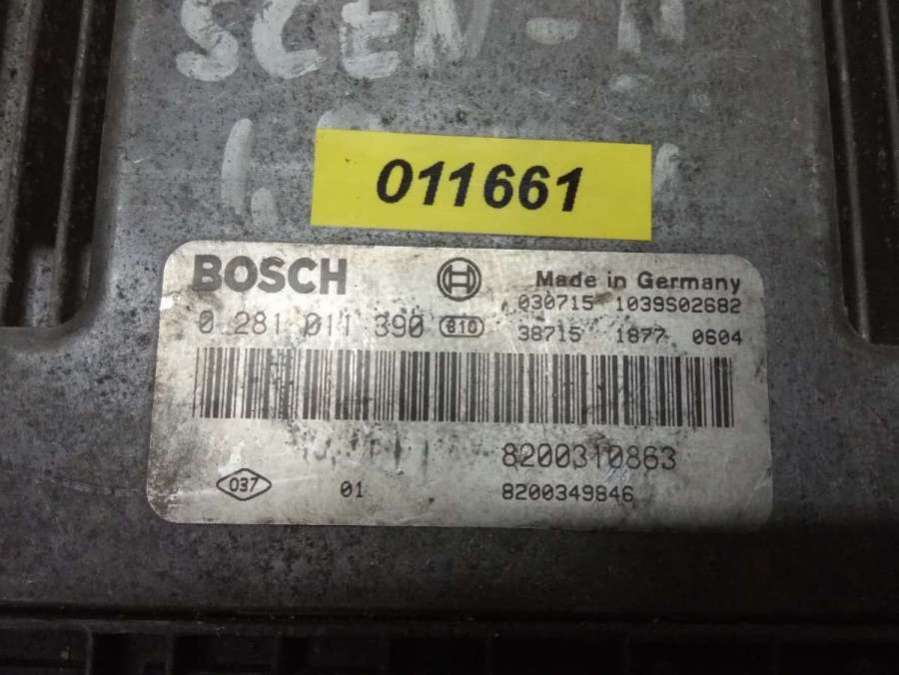 SCEN-II
011661
BOSCH
Made in Germany
030715 1039S02682
0 281 011 390 810
38715 1877 0604
8200310863
037 01 8200349846